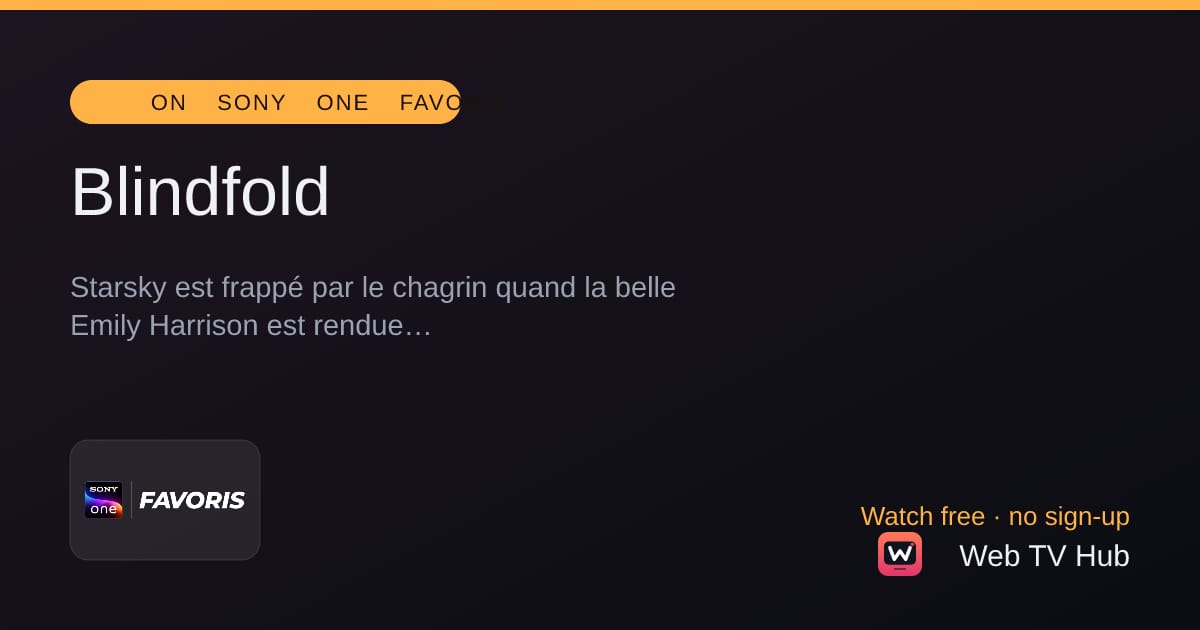 ON SONY ONE FAVO
Blindfold
Starsky est frappé par le chagrin quand la belle
Emily Harrison est rendue…
SONY
one
FAVORIS
Watch free · no sign-up
W
Web TV Hub